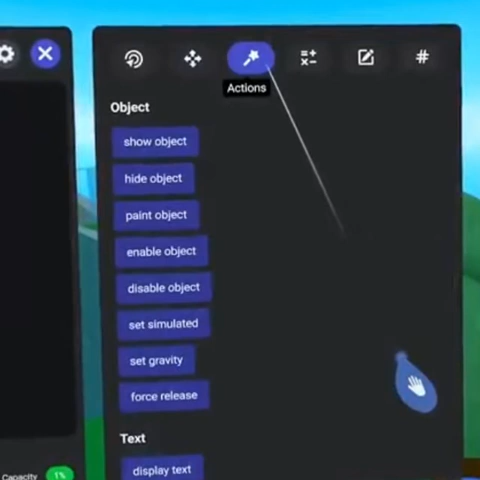 Actions
Object
show object
hide object
paint object
enable object
disable object
set simulated
set gravity
force release
Text
display text
Capacity 1%